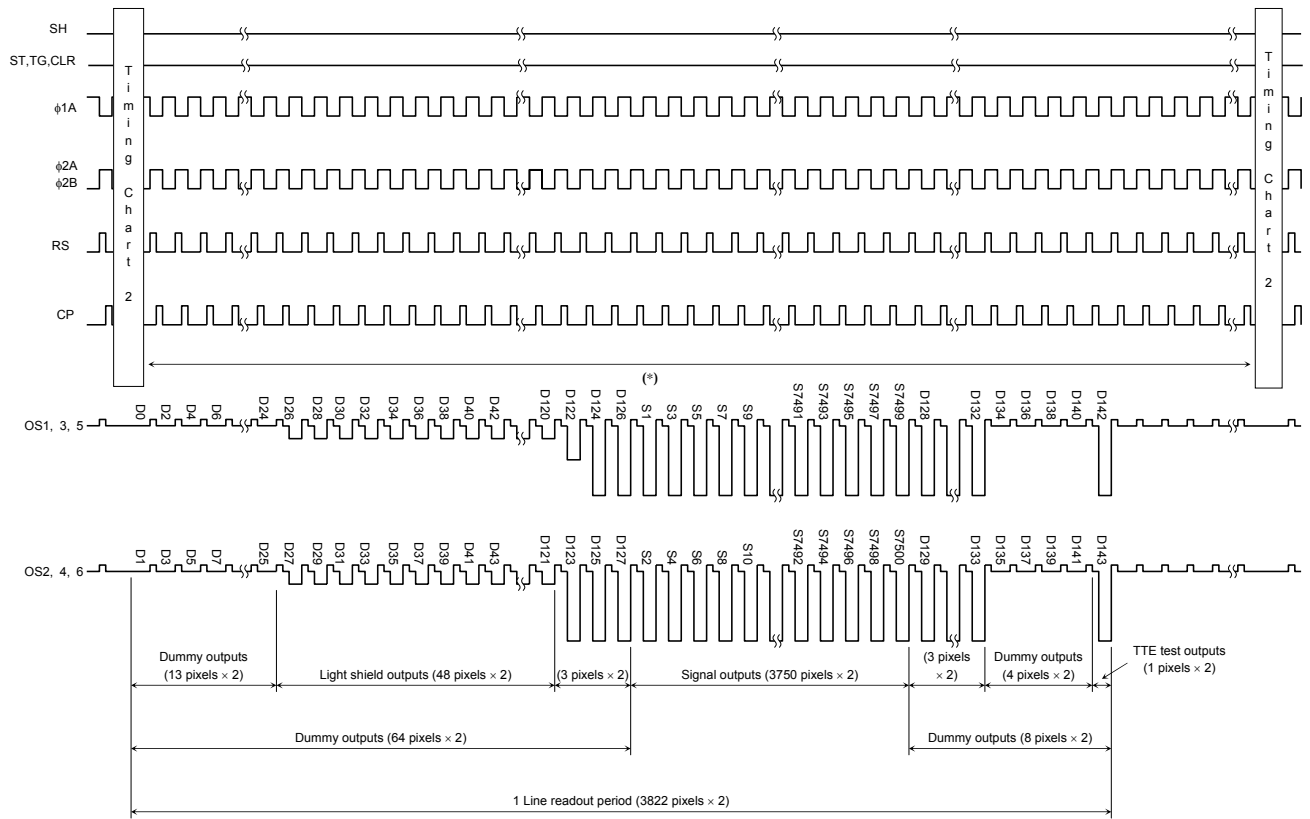 SH
ST,TG,CLR
ϕ1A
ϕ2A
ϕ2B
RS
CP
Timing Chart 2
Timing Chart 2
(*)
OS1, 3, 5
D0 D2 D4 D6 D24 D26 D28 D30 D32 D34 D36 D38 D40 D42 D120 D122 D124 D126 S1 S3 S5 S7 S9 S7491 S7493 S7495 S7497 S7499 D128 D132 D134 D136 D138 D140 D142
OS2, 4, 6
D1 D3 D5 D7 D25 D27 D29 D31 D33 D35 D37 D39 D41 D43 D121 D123 D125 D127 S2 S4 S6 S8 S10 S7492 S7494 S7496 S7498 S7500 D129 D133 D135 D137 D139 D141 D143
Dummy outputs
(13 pixels × 2)
Light shield outputs (48 pixels × 2)
(3 pixels × 2)
Signal outputs (3750 pixels × 2)
(3 pixels
× 2)
Dummy outputs
(4 pixels × 2)
TTE test outputs
(1 pixels × 2)
Dummy outputs (64 pixels × 2)
Dummy outputs (8 pixels × 2)
1 Line readout period (3822 pixels × 2)